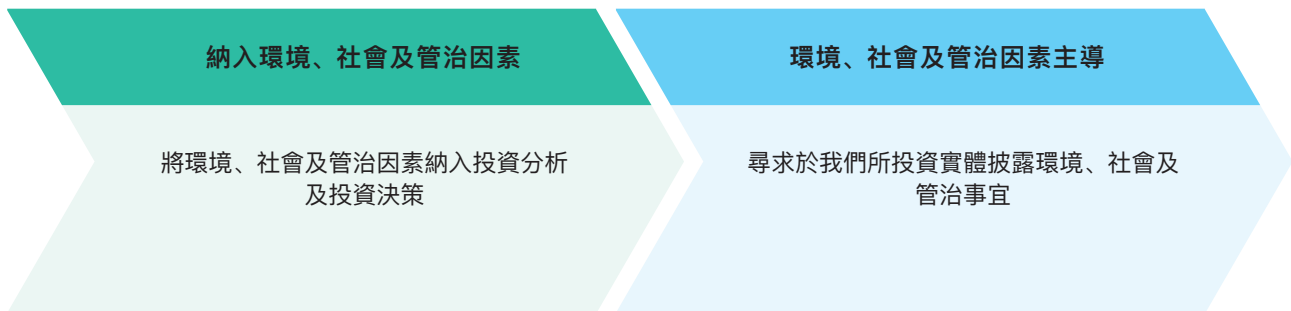 納入環境、社會及管治因素
將環境、社會及管治因素納入投資分析
及投資決策
環境、社會及管治因素主導
尋求於我們所投資實體披露環境、社會及
管治事宜